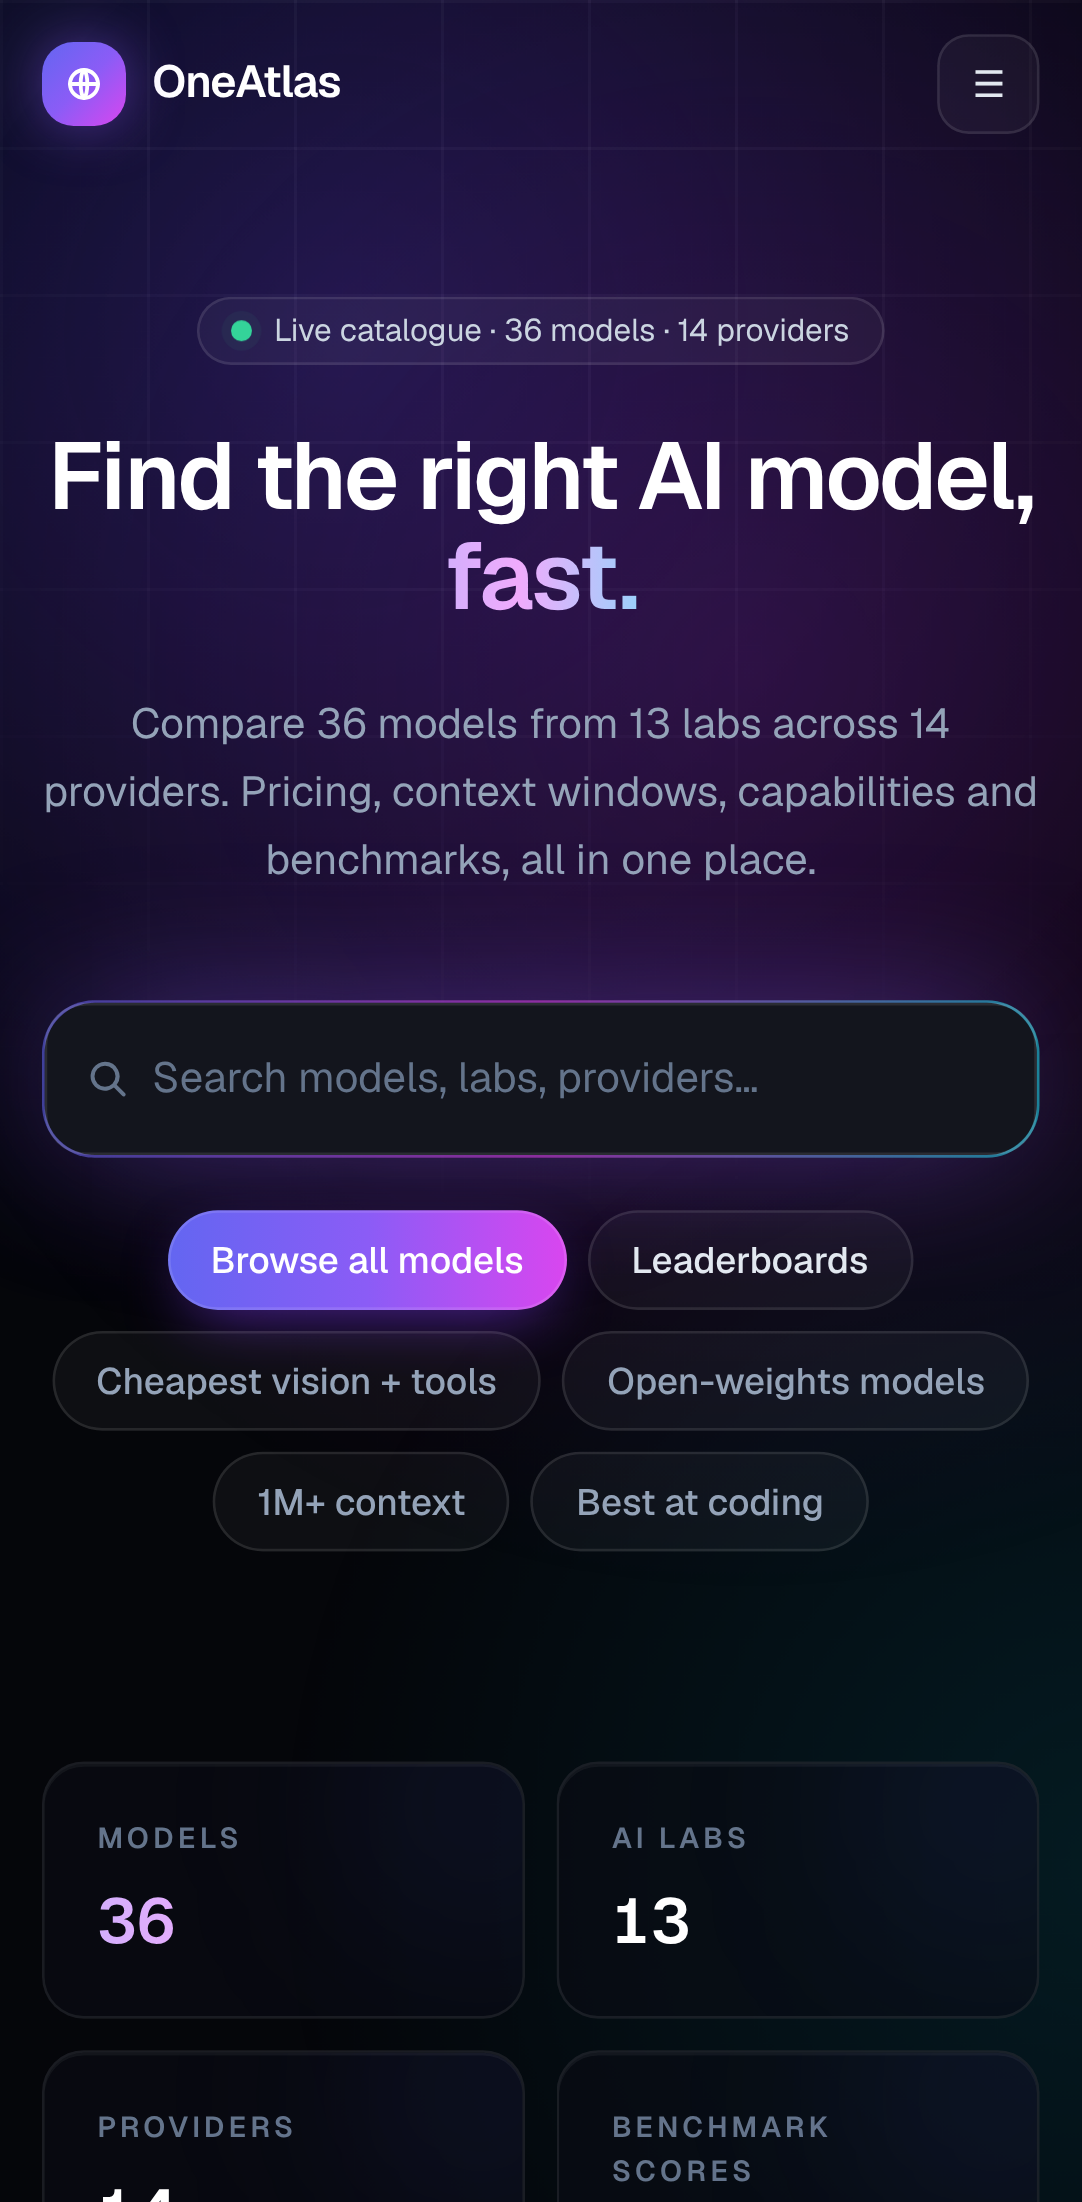 OneAtlas
Live catalogue · 36 models · 14 providers
Find the right AI model,
fast.
Compare 36 models from 13 labs across 14
providers. Pricing, context windows, capabilities and
benchmarks, all in one place.
Search models, labs, providers...
Browse all models
Leaderboards
Cheapest vision + tools
Open-weights models
1M+ context
Best at coding
MODELS
36
AI LABS
13
PROVIDERS
14
BENCHMARK
SCORES